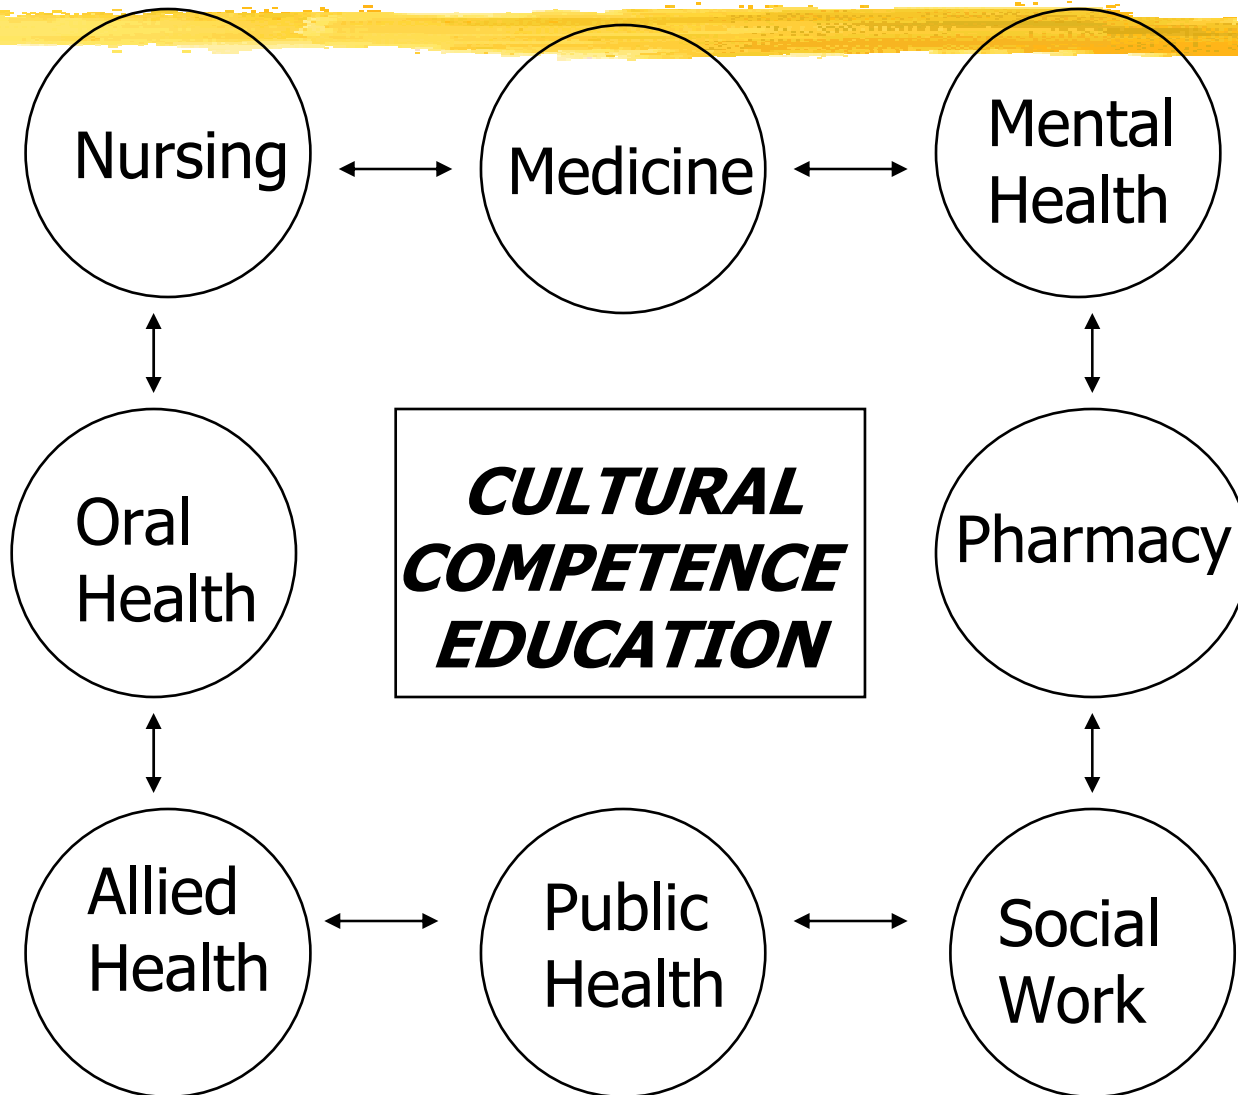 Nursing
Medicine
Mental
Health
Oral
Health
CULTURAL
COMPETENCE
EDUCATION
Pharmacy
Allied
Health
Public
Health
Social
Work